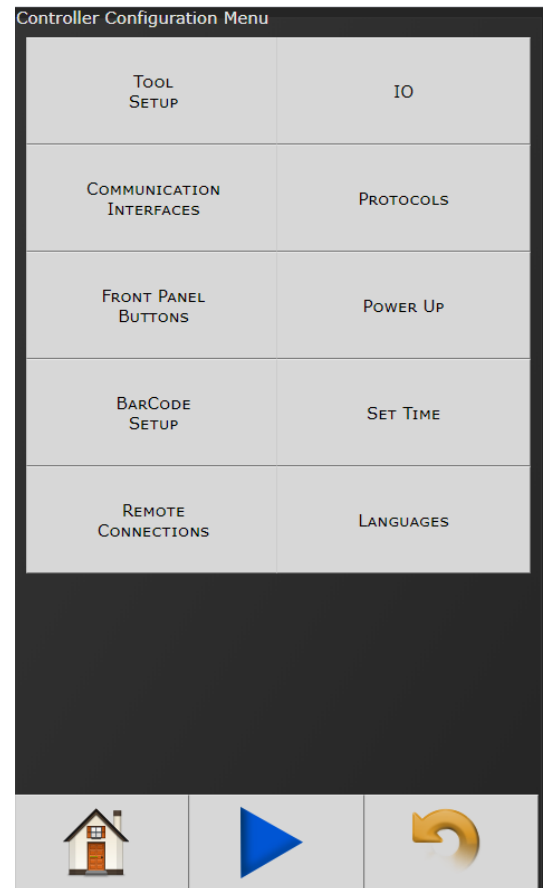 Controller Configuration Menu
Tool
Setup
IO
Communication
Interfaces
Protocols
Front Panel
Buttons
Power Up
BarCode
Setup
Set Time
Remote
Connections
Languages